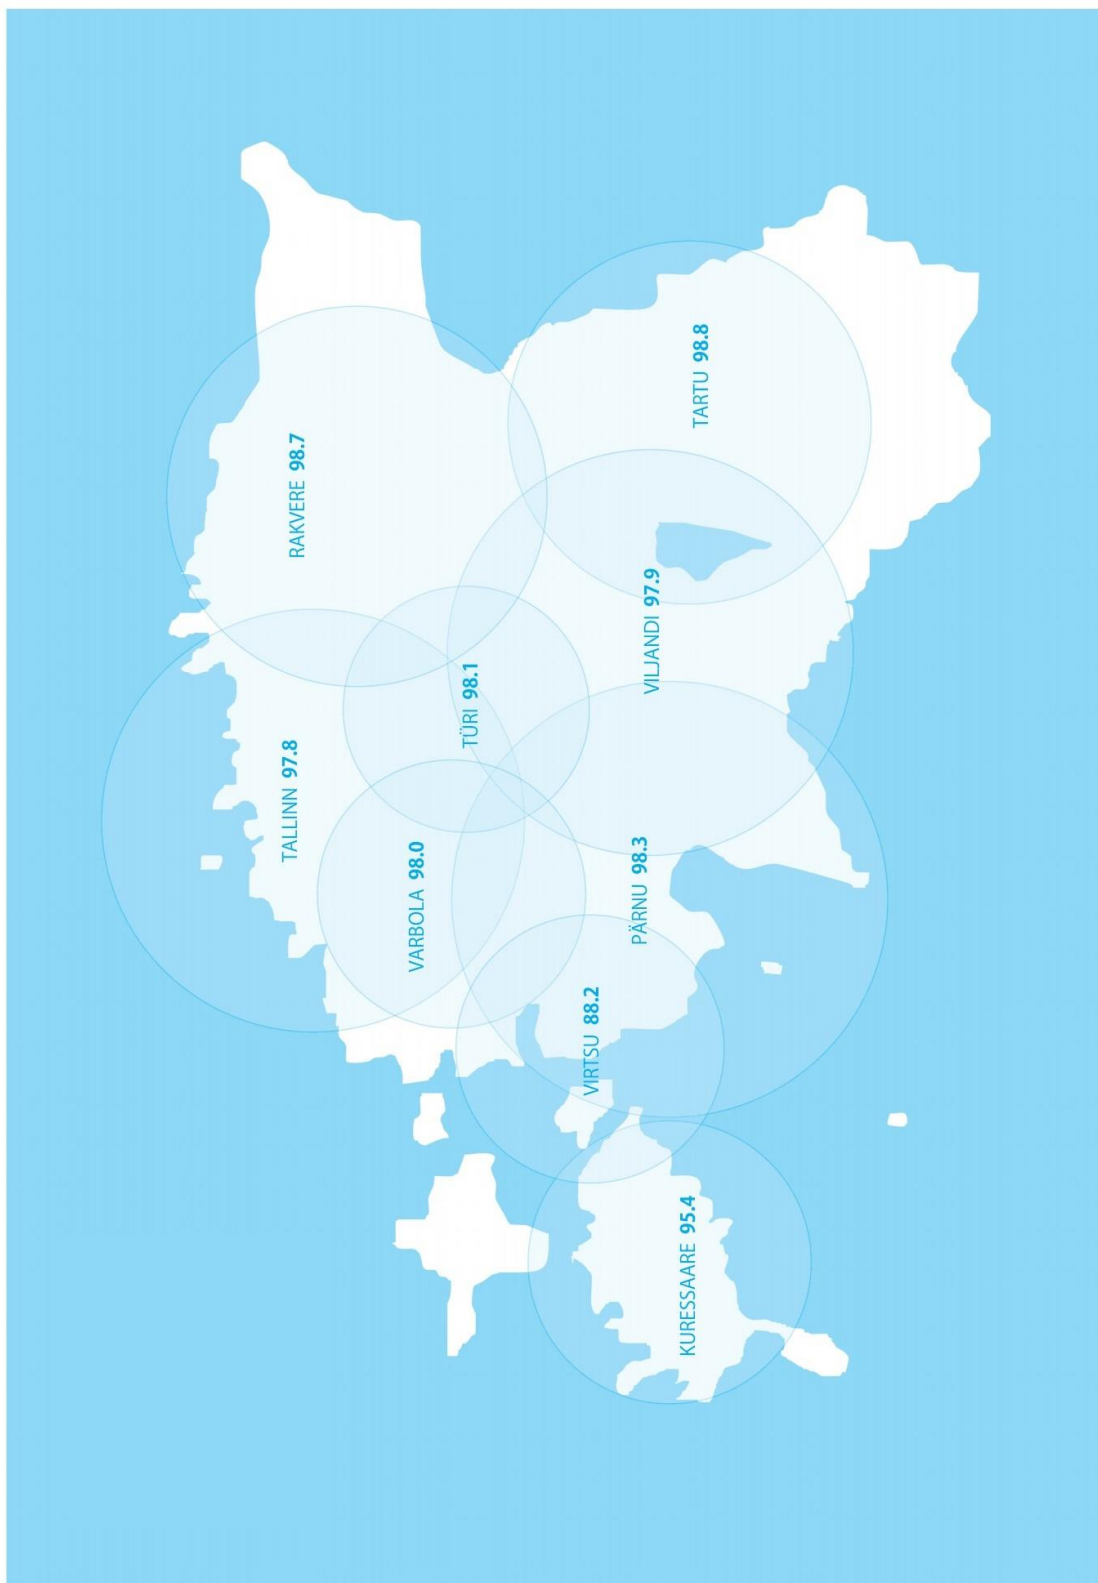 TALLINN 97.8
RAKVERE 98.7
VARBOLA 98.0
TÜRI 98.1
VIRTSU 88.2
PÄRNU 98.3
VILJANDI 97.9
TARTU 98.8
KURESSAARE 95.4